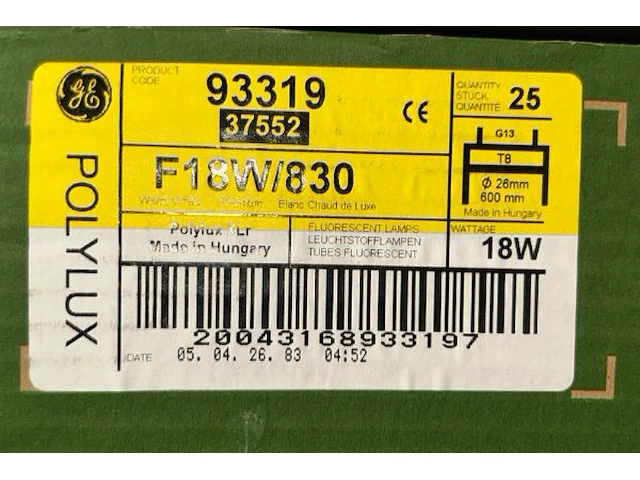 GE
POLYLUX
PRODUCT
CODE
93319
37552
CE
QUANTITY
STÜCK
QUANTITÉ
25
F18W/830
Blanc Chaud de Luxe
G13
T8
Ø 26mm
600 mm
Made in Hungary
Polylux XLr
Made in Hungary
FLUORESCENT LAMPS
LEUCHTSTOFFLAMPEN
TUBES FLUORESCENT
WATTAGE
18W
20043168933197
DATE 05. 04. 26. 83 04:52